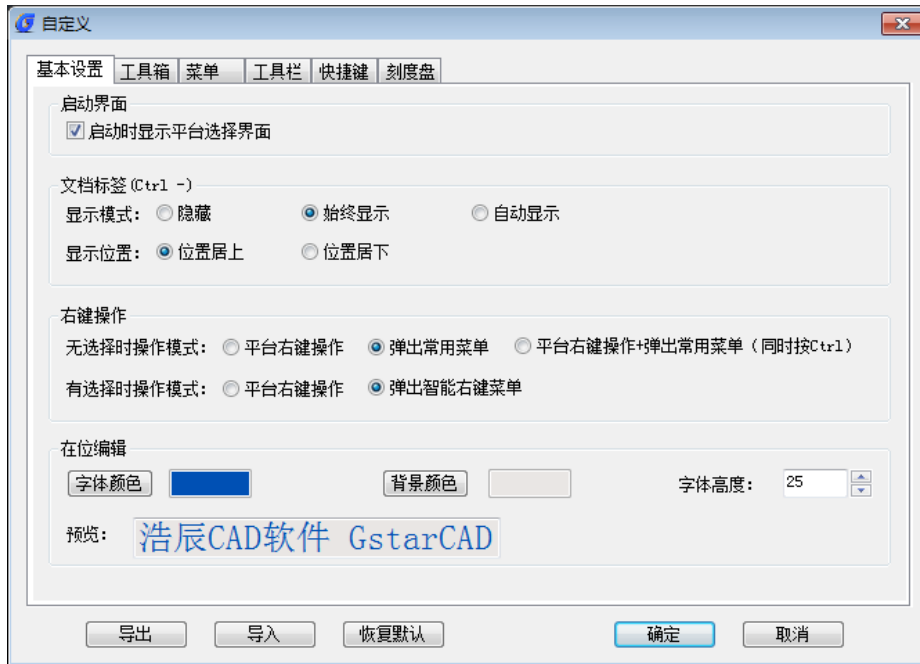 自定义
基本设置 工具箱 菜单 工具栏 快捷键 刻度盘
启动界面
启动时显示平台选择界面
文档标签(Ctrl -)
显示模式: 隐藏 始终显示 自动显示
显示位置: 位置居上 位置居下
右键操作
无选择时操作模式: 平台右键操作 弹出常用菜单 平台右键操作+弹出常用菜单(同时按Ctrl)
有选择时操作模式: 平台右键操作 弹出智能右键菜单
在位编辑
字体颜色 背景颜色 字体高度: 25
预览: 浩辰CAD软件 GstarCAD
导出 导入 恢复默认 确定 取消